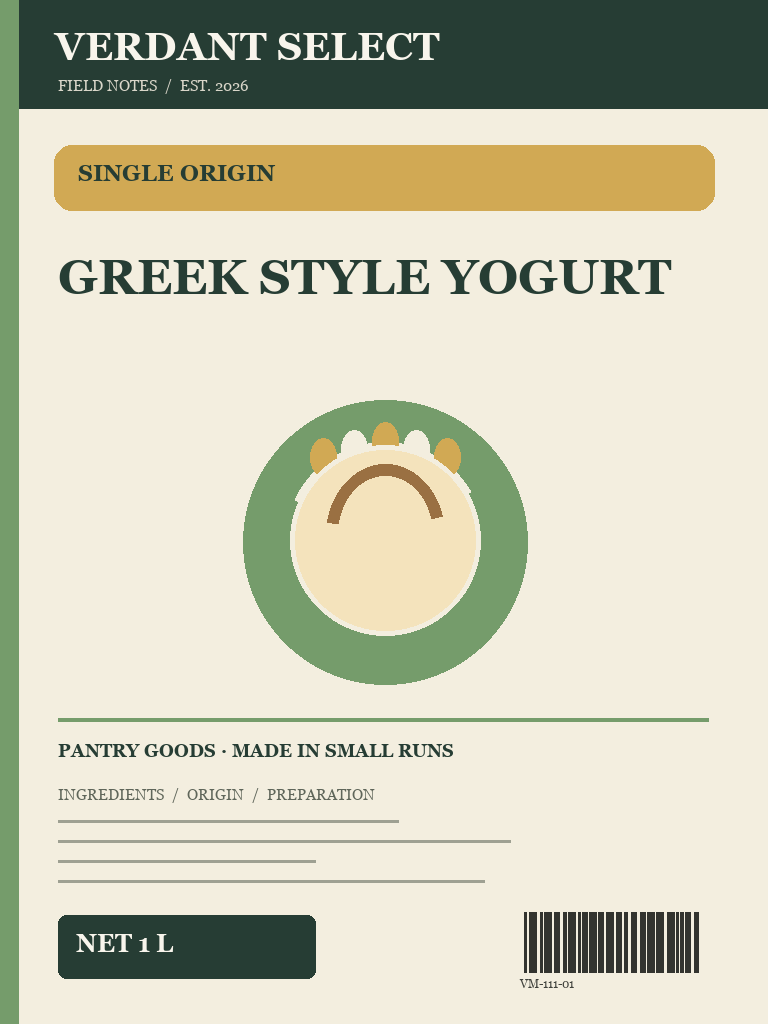 VERDANT SELECT
FIELD NOTES / EST. 2026
SINGLE ORIGIN
GREEK STYLE YOGURT
PANTRY GOODS · MADE IN SMALL RUNS
INGREDIENTS / ORIGIN / PREPARATION
NET 1 L
VM-111-01